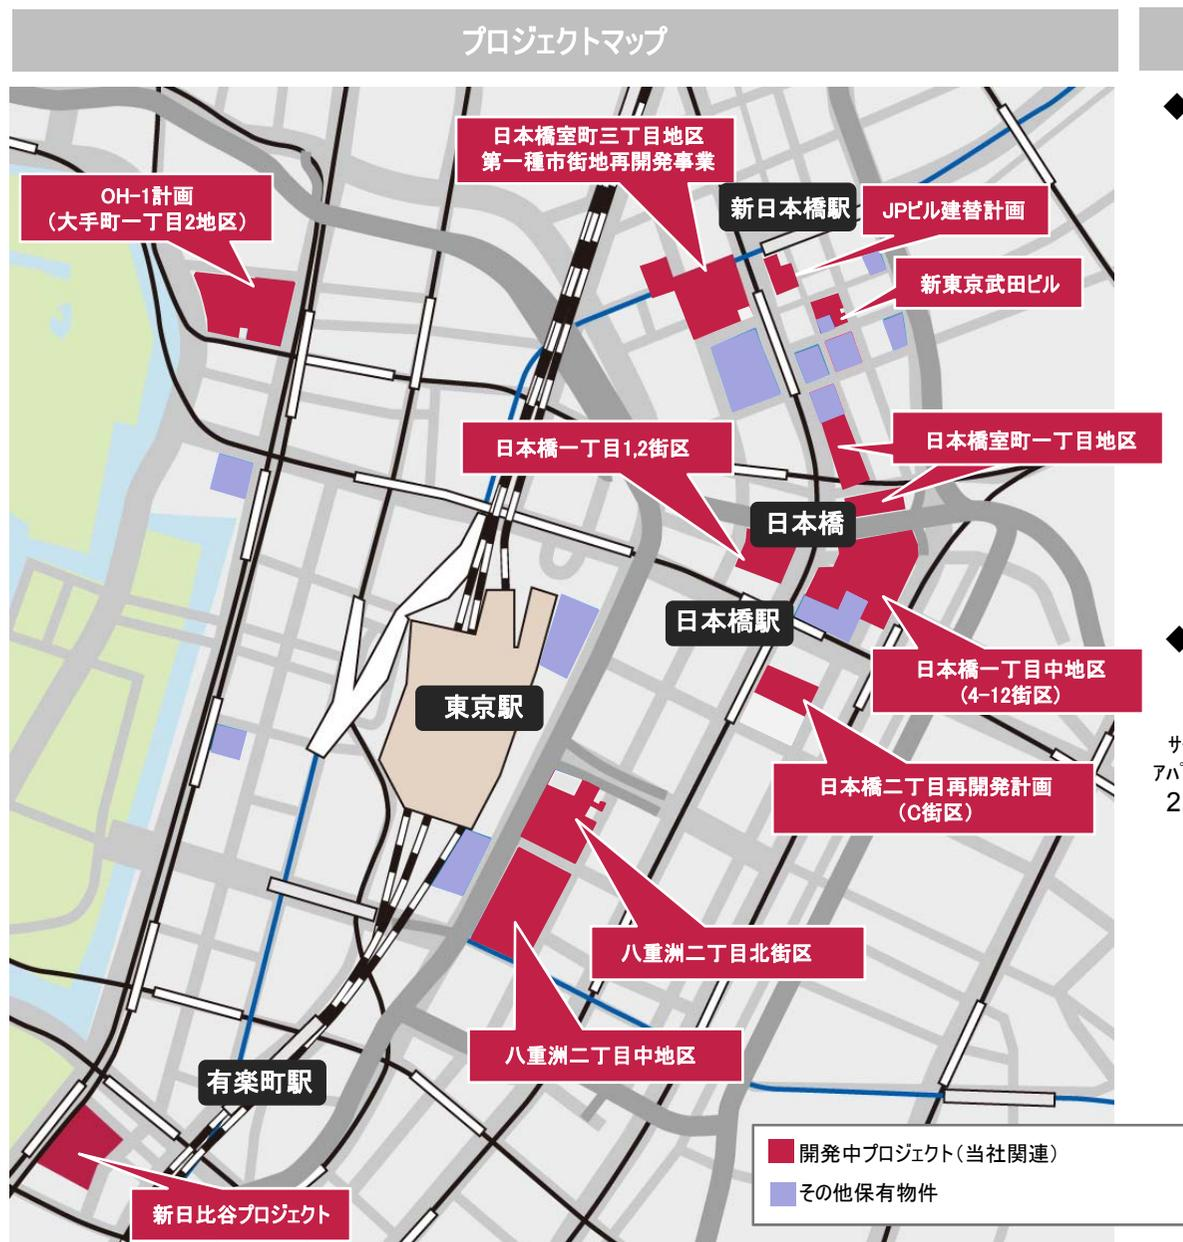 プロジェクトマップ
◆
日本橋室町三丁目地区
第一種市街地再開発事業
OH-1計画
(大手町一丁目2地区)
新日本橋駅
JPビル建替計画
新東京武田ビル
日本橋一丁目1,2街区
日本橋室町一丁目地区
日本橋
日本橋駅
◆
日本橋一丁目中地区
(4-12街区)
東京駅
サ
アパ
2
日本橋二丁目再開発計画
(C街区)
八重洲二丁目北街区
八重洲二丁目中地区
有楽町駅
新日比谷プロジェクト
開発中プロジェクト(当社関連)
その他保有物件